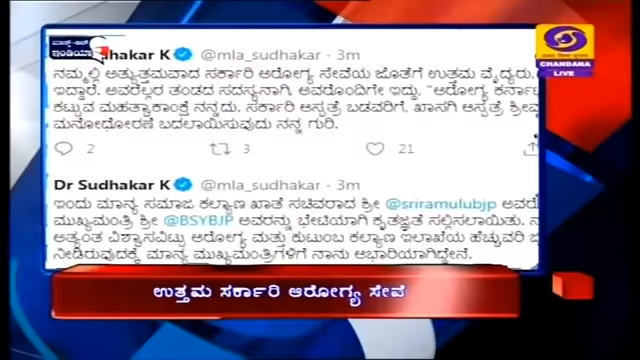 ಮಾಸ್ಕ್
ಇಂಡಿಯಾ
hakar K @mla_sudhakar · 3m
ನಮ್ಮಲ್ಲಿ ಅತ್ಯುತ್ತಮವಾದ ಸರ್ಕಾರಿ ಆರೋಗ್ಯ ಸೇವೆಯ ಜೊತೆಗೆ ಉತ್ತಮ ವೈದ್ಯರು,
ಇದ್ದಾರೆ. ಅವರೆಲ್ಲರ ತಂಡದ ಸದಸ್ಯನಾಗಿ, ಅವರೊಂದಿಗೇ ಇದ್ದು "ಆರೋಗ್ಯ ಕರ್ನಾಟ
ಕಟ್ಟುವ ಮಹತ್ವಾಕಾಂಕ್ಷೆ ನನ್ನದು. ಸರ್ಕಾರಿ ಆಸ್ಪತ್ರೆ ಬಡವರಿಗೆ, ಖಾಸಗಿ ಆಸ್ಪತ್ರೆ
ಮನೋಧೋರಣೆ ಬದಲಾಯಿಸುವುದು ನನ್ನ ಗುರಿ.
2 3 21
Dr Sudhakar K @mla_sudhakar · 3m
ಇಂದು ಮಾನ್ಯ ಸಮಾಜ ಕಲ್ಯಾಣ ಖಾತೆ ಸಚಿವರಾದ ಶ್ರೀ @sriramulubjp ಅವರೊ
ಮುಖ್ಯಮಂತ್ರಿ ಶ್ರೀ @BSYBJP ಅವರನ್ನು ಭೇಟಿಯಾಗಿ ಕೃತಜ್ಞತೆ ಸಲ್ಲಿಸಲಾಯಿತು.
ಅತ್ಯಂತ ವಿಶ್ವಾಸವಿಟ್ಟು ಆರೋಗ್ಯ ಮತ್ತು ಕುಟುಂಬ ಕಲ್ಯಾಣ ಇಲಾಖೆಯ ಹೆಚ್ಚುವರಿ
ನೀಡಿರುವುದಕ್ಕೆ ಮಾನ್ಯ ಮುಖ್ಯಮಂತ್ರಿಗಳಿಗೆ ನಾನು ಆಭಾರಿಯಾಗಿದ್ದೇನೆ.
ಉತ್ತಮ ಸರ್ಕಾರಿ ಆರೋಗ್ಯ ಸೇವೆ
CHANDANA
LIVE